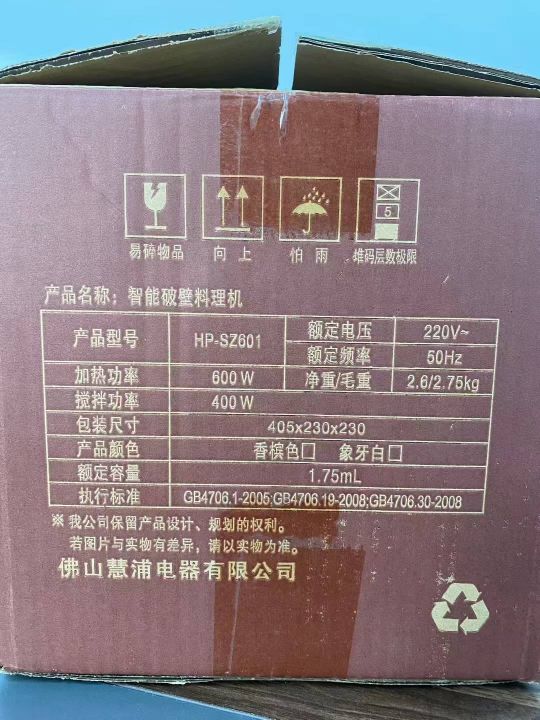 5
易碎物品 向上 怕雨 堆码层数极限
产品名称：智能破壁料理机
产品型号 HP-SZ601 额定电压 220V~
额定频率 50Hz
加热功率 600W 净重/毛重 2.6/2.75kg
搅拌功率 400W
包装尺寸 405x230x230
产品颜色 香槟色□ 象牙白□
额定容量 1.75mL
执行标准 GB4706.1-2005;GB4706.19-2008;GB4706.30-2008
※ 我公司保留产品设计、规划的权利。
若图片与实物有差异，请以实物为准。
佛山慧浦电器有限公司